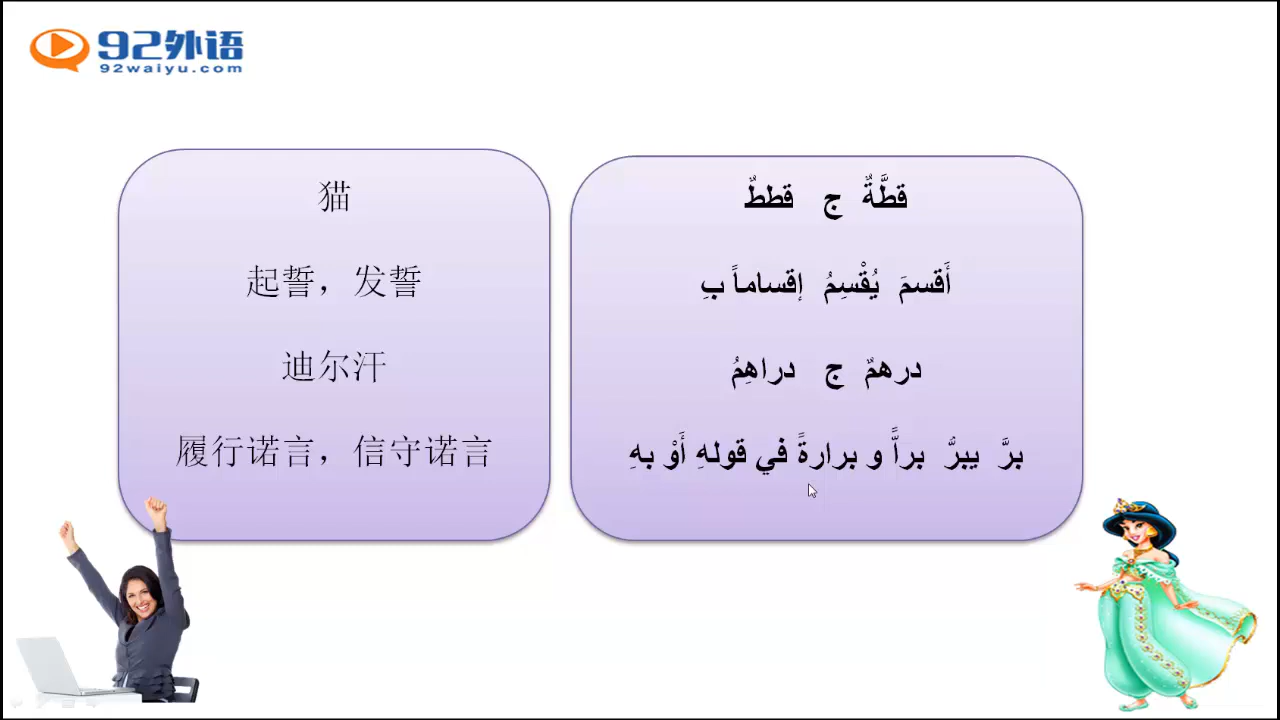 92外语
92waiyu.com
猫
起誓，发誓
迪尔汗
履行诺言，信守诺言
قطَّةٌ ج قططٌ
أَقسمَ يُقْسِمُ إقساماً بِ
درهمٌ ج دراهِمُ
برَّ يبرُّ براًّ و برارةً في قولهِ أَوْ بهِ